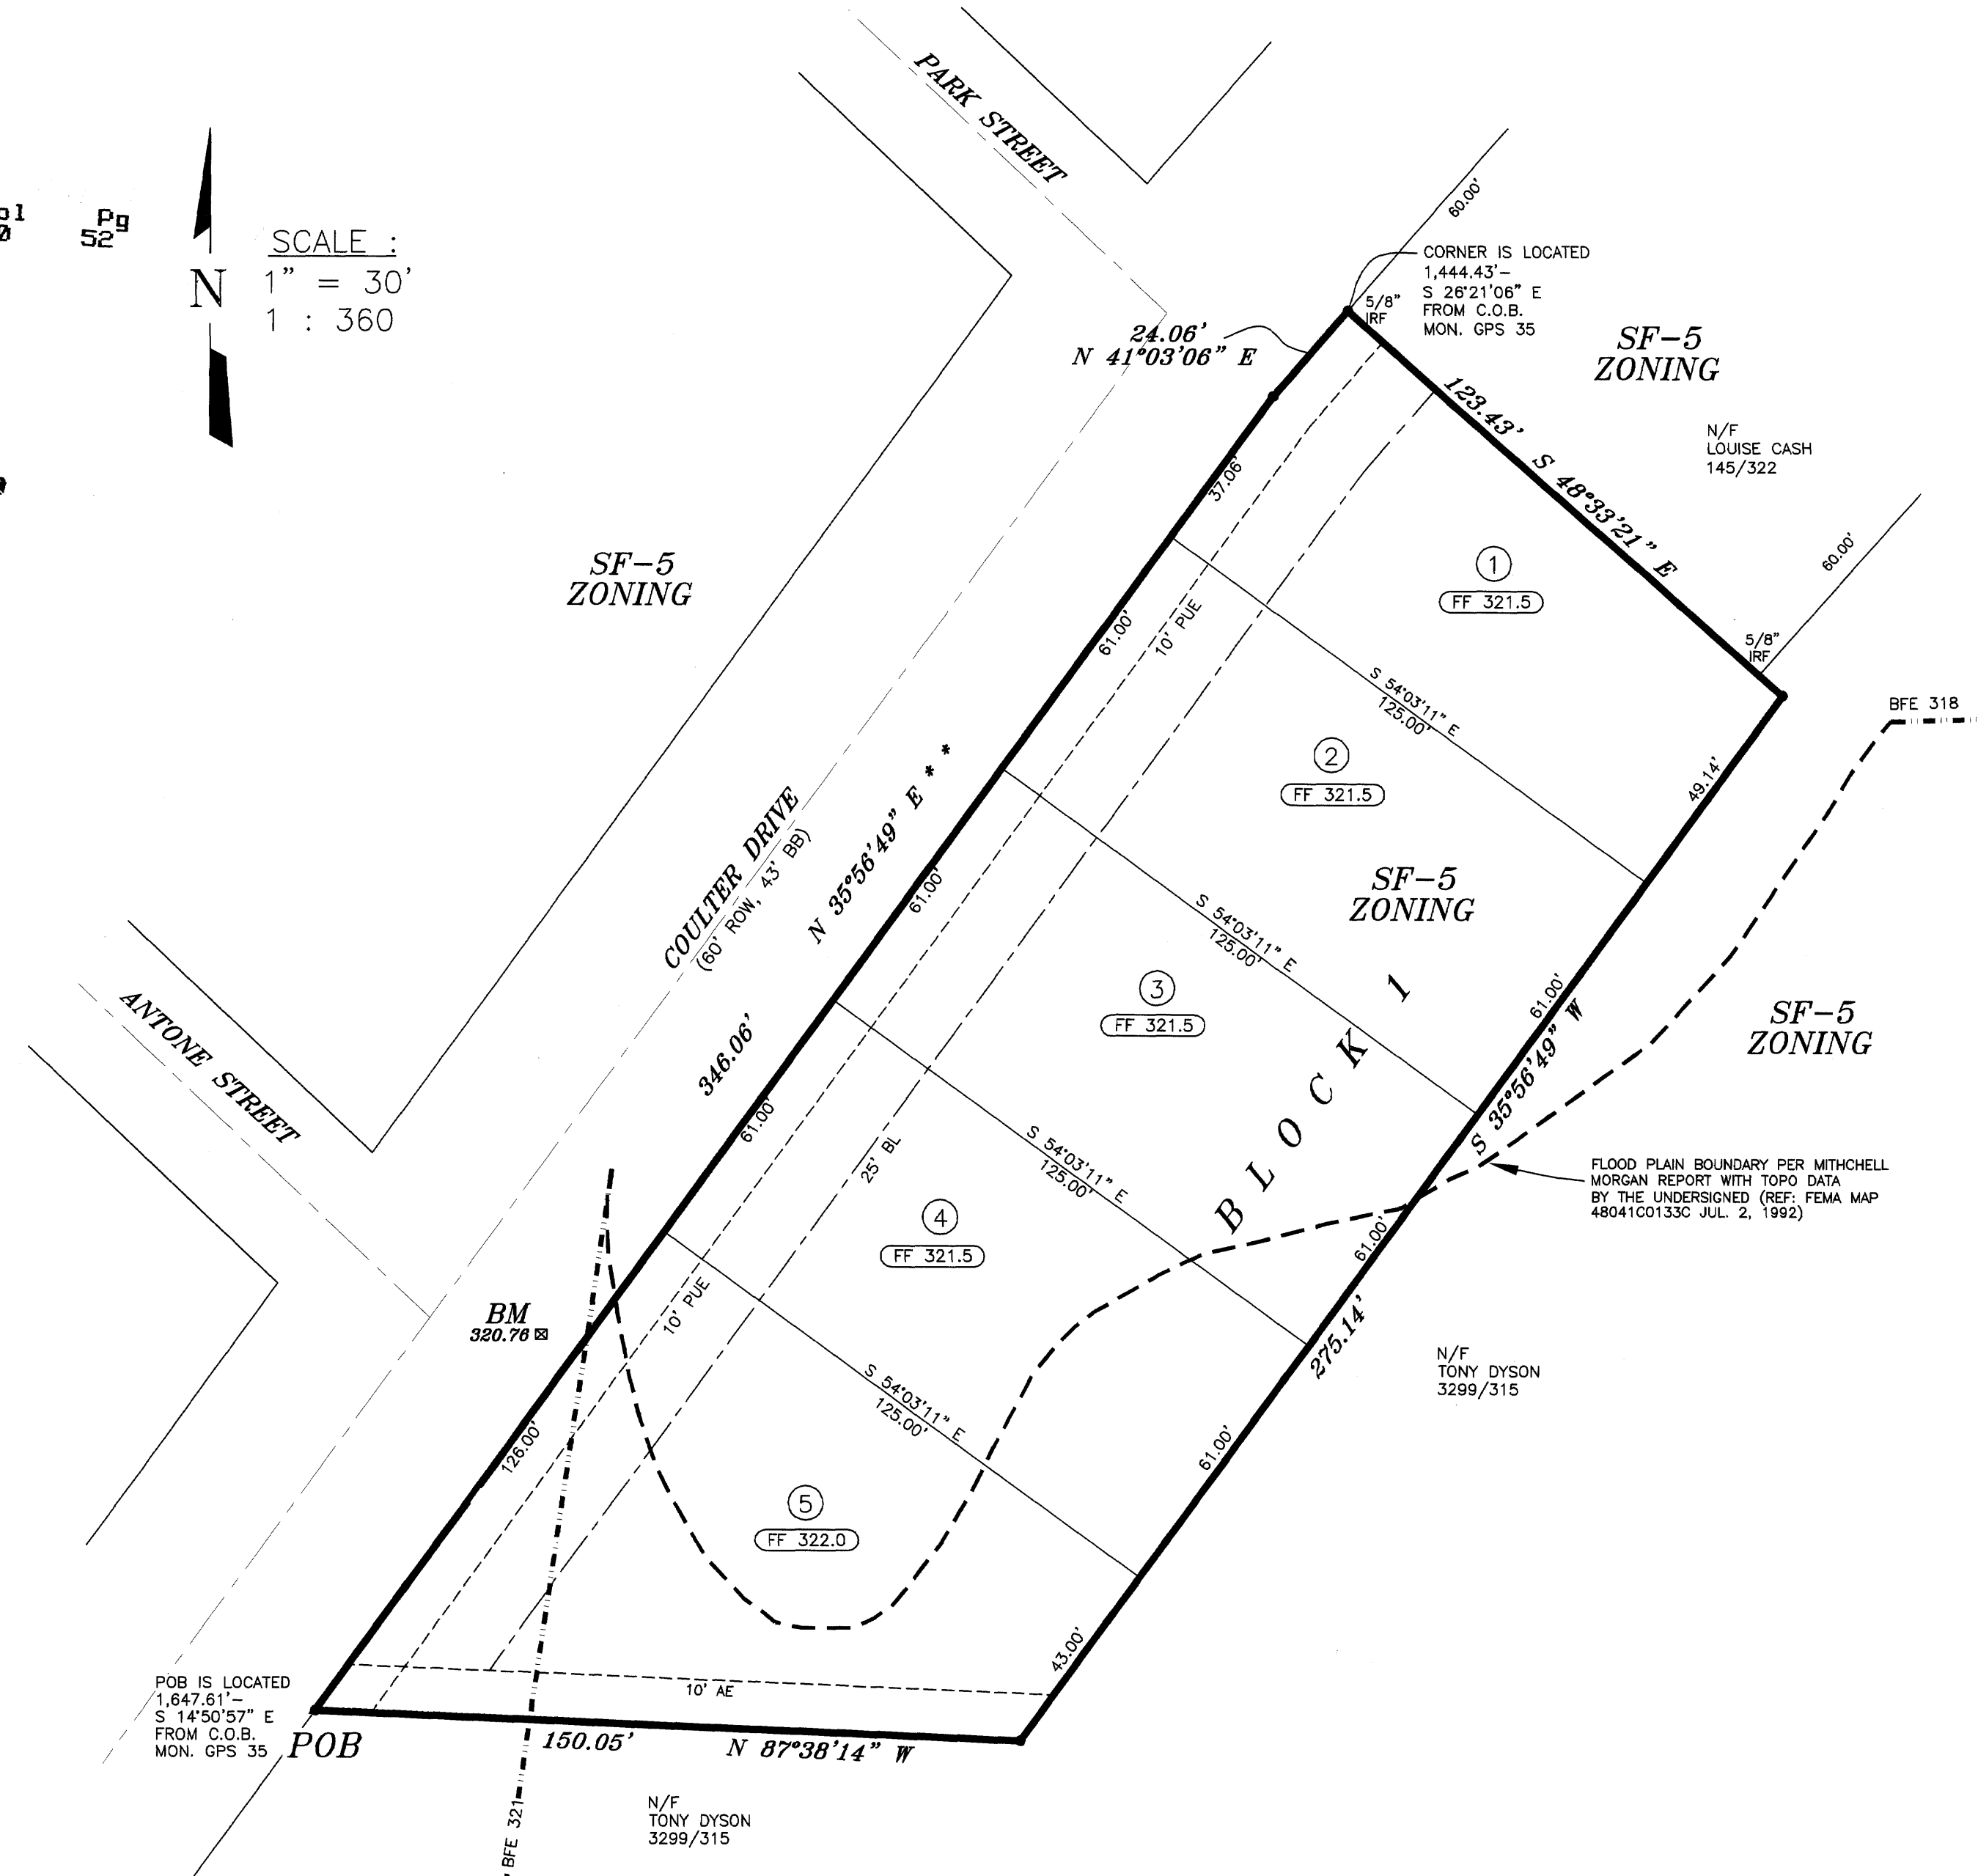 Pg
52
SCALE :
1" = 30'
1 : 360
N
PARK STREET
60.00'
CORNER IS LOCATED
1,444.43'-
S 26°21'06" E
FROM C.O.B.
MON. GPS 35
5/8"
IRF
24.06'
N 41°03'06" E
SF-5
ZONING
123.43' S 48°33'21" E
N/F
LOUISE CASH
145/322
37.06'
SF-5
ZONING
1
FF 321.5
60.00'
5/8"
IRF
61.00'
10' PUE
S 54°03'11" E
125.00'
BFE 318
2
FF 321.5
49.14'
COULTER DRIVE
(60' ROW, 43' BB)
N 35°56'49" E * *
346.06'
61.00'
S 54°03'11" E
125.00'
SF-5
ZONING
BLOCK 1
3
FF 321.5
61.00'
S 35°56'49" W
SF-5
ZONING
ANTONE STREET
61.00'
25' BL
S 54°03'11" E
125.00'
FLOOD PLAIN BOUNDARY PER MITHCHELL
MORGAN REPORT WITH TOPO DATA
BY THE UNDERSIGNED (REF: FEMA MAP
48041C0133C JUL. 2, 1992)
4
FF 321.5
61.00'
275.14'
BM
320.76
10' PUE
S 54°03'11" E
125.00'
N/F
TONY DYSON
3299/315
126.00'
61.00'
5
FF 322.0
43.00'
10' AE
POB IS LOCATED
1,647.61'-
S 14°50'57" E
FROM C.O.B.
MON. GPS 35
POB
150.05' N 87°38'14" W
BFE 321
N/F
TONY DYSON
3299/315